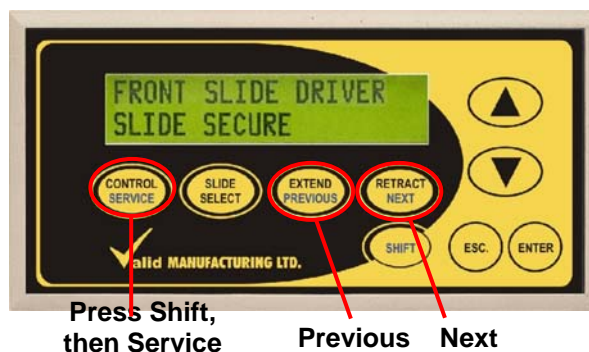 FRONT SLIDE DRIVER
SLIDE SECURE
CONTROL
SERVICE
SLIDE
SELECT
EXTEND
PREVIOUS
RETRACT
NEXT
SHIFT
ESC.
ENTER
Valid MANUFACTURING LTD.
Press Shift,
then Service
Previous
Next